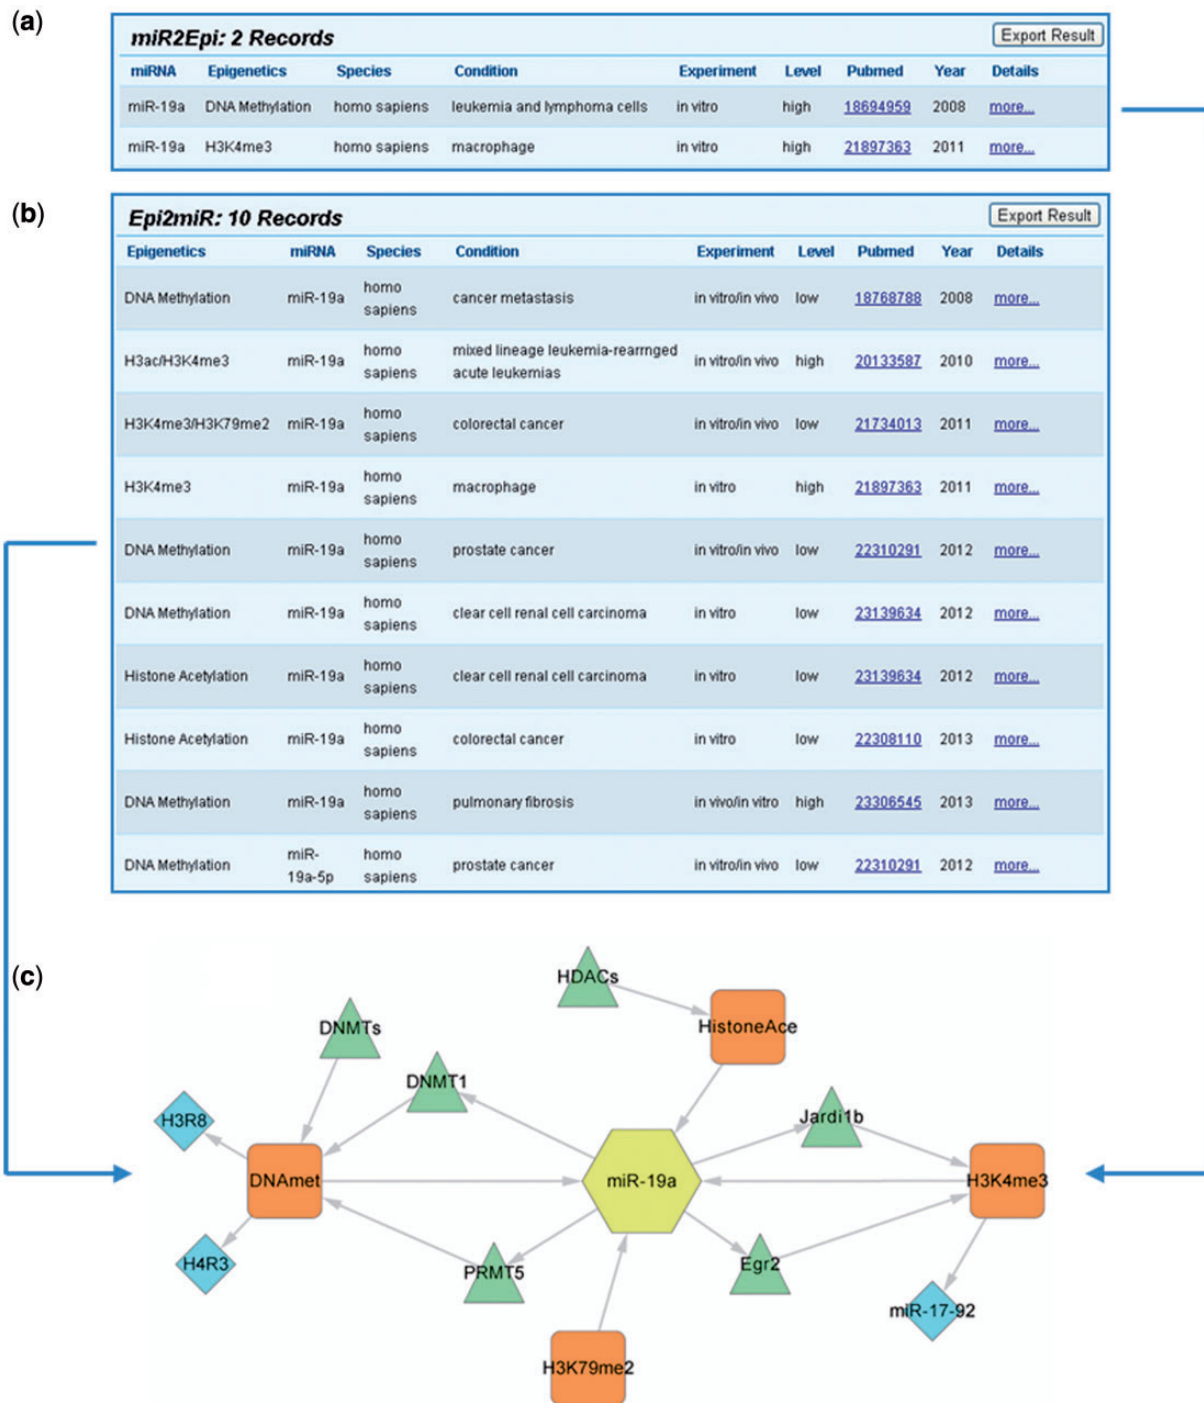 (a)
miR2Epi: 2 Records
Export Result
miRNA Epigenetics Species Condition Experiment Level Pubmed Year Details
miR-19a DNA Methylation homo sapiens leukemia and lymphoma cells in vitro high 18694959 2008 more...
miR-19a H3K4me3 homo sapiens macrophage in vitro high 21897363 2011 more...
(b)
Epi2miR: 10 Records
Export Result
Epigenetics miRNA Species Condition Experiment Level Pubmed Year Details
DNA Methylation miR-19a homo sapiens cancer metastasis in vitro/in vivo low 18768788 2008 more...
H3ac/H3K4me3 miR-19a homo sapiens mixed lineage leukemia-rearrnged acute leukemias in vitro/in vivo high 20133587 2010 more...
H3K4me3/H3K79me2 miR-19a homo sapiens colorectal cancer in vitro/in vivo low 21734013 2011 more...
H3K4me3 miR-19a homo sapiens macrophage in vitro high 21897363 2011 more...
DNA Methylation miR-19a homo sapiens prostate cancer in vitro/in vivo low 22310291 2012 more...
DNA Methylation miR-19a homo sapiens clear cell renal cell carcinoma in vitro low 23139634 2012 more...
Histone Acetylation miR-19a homo sapiens clear cell renal cell carcinoma in vitro low 23139634 2012 more...
Histone Acetylation miR-19a homo sapiens colorectal cancer in vitro low 22308110 2013 more...
DNA Methylation miR-19a homo sapiens pulmonary fibrosis in vivo/in vitro high 23306545 2013 more...
DNA Methylation miR-19a-5p homo sapiens prostate cancer in vitro/in vivo low 22310291 2012 more...
(c)
HDACs
DNMTs
HistoneAce
DNMT1
H3R8
Jardi1b
DNAmet
miR-19a
H3K4me3
H4R3
PRMT5
Egr2
miR-17-92
H3K79me2